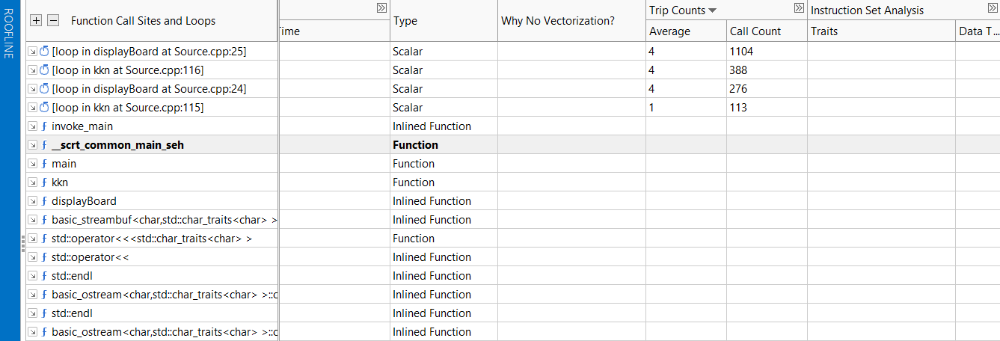 ROOFLINE
+ − Function Call Sites and Loops Time Type Why No Vectorization? Trip Counts Instruction Set Analysis
Average Call Count Traits Data T...
[loop in displayBoard at Source.cpp:25] Scalar 4 1104
[loop in kkn at Source.cpp:116] Scalar 4 388
[loop in displayBoard at Source.cpp:24] Scalar 4 276
[loop in kkn at Source.cpp:115] Scalar 1 113
f invoke_main Inlined Function
f __scrt_common_main_seh Function
f main Function
f kkn Function
f displayBoard Inlined Function
f basic_streambuf<char,std::char_traits<char> > Inlined Function
f std::operator<<<std::char_traits<char> > Function
f std::operator<< Inlined Function
f std::endl Inlined Function
f basic_ostream<char,std::char_traits<char> >::c Inlined Function
f std::endl Inlined Function
f basic_ostream<char,std::char_traits<char> >::c Inlined Function